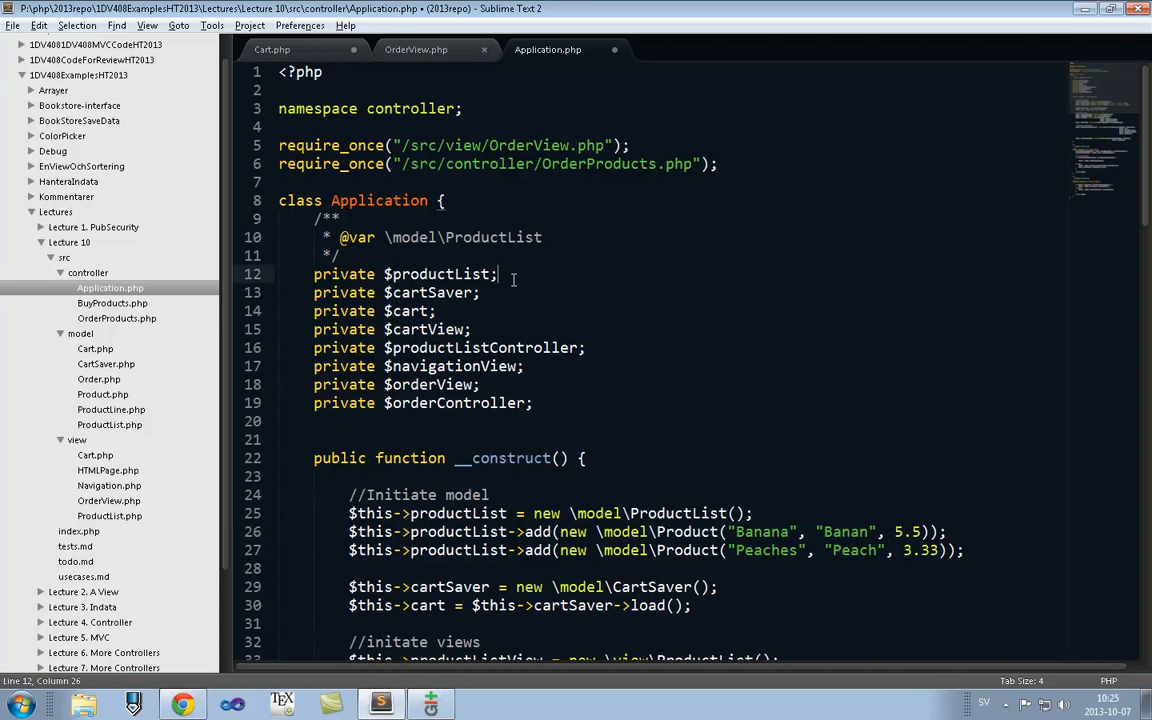 P:\php\2013repo\1DV408ExamplesHT2013\Lectures\Lecture 10\src\controller\Application.php • (2013repo) - Sublime Text 2
File Edit Selection Find View Goto Tools Project Preferences Help
1DV4081DV408MVCCodeHT2013
1DV408CodeForReviewHT2013
1DV408ExamplesHT2013
Arrayer
Bookstore-interface
BookStoreSaveData
ColorPicker
Debug
EnViewOchSortering
HanteraIndata
Kommentarer
Lectures
Lecture 1. PubSecurity
Lecture 10
src
controller
Application.php
BuyProducts.php
OrderProducts.php
model
Cart.php
CartSaver.php
Order.php
Product.php
ProductLine.php
ProductList.php
view
Cart.php
HTMLPage.php
Navigation.php
OrderView.php
ProductList.php
index.php
tests.md
todo.md
usecases.md
Lecture 2. A View
Lecture 3. Indata
Lecture 4. Controller
Lecture 5. MVC
Lecture 6. More Controllers
Lecture 7. More Controllers
Cart.php OrderView.php Application.php
1 <?php
2
3 namespace controller;
4
5 require_once("/src/view/OrderView.php");
6 require_once("/src/controller/OrderProducts.php");
7
8 class Application {
9 /**
10 * @var \model\ProductList
11 */
12 private $productList;
13 private $cartSaver;
14 private $cart;
15 private $cartView;
16 private $productListController;
17 private $navigationView;
18 private $orderView;
19 private $orderController;
20
21
22 public function __construct() {
23
24 //Initiate model
25 $this->productList = new \model\ProductList();
26 $this->productList->add(new \model\Product("Banana", "Banan", 5.5));
27 $this->productList->add(new \model\Product("Peaches", "Peach", 3.33));
28
29 $this->cartSaver = new \model\CartSaver();
30 $this->cart = $this->cartSaver->load();
31
32 //initate views
33 $this->productListView = new \view\ProductList();
Line 12, Column 26
Tab Size: 4 PHP
SV
10:25
2013-10-07